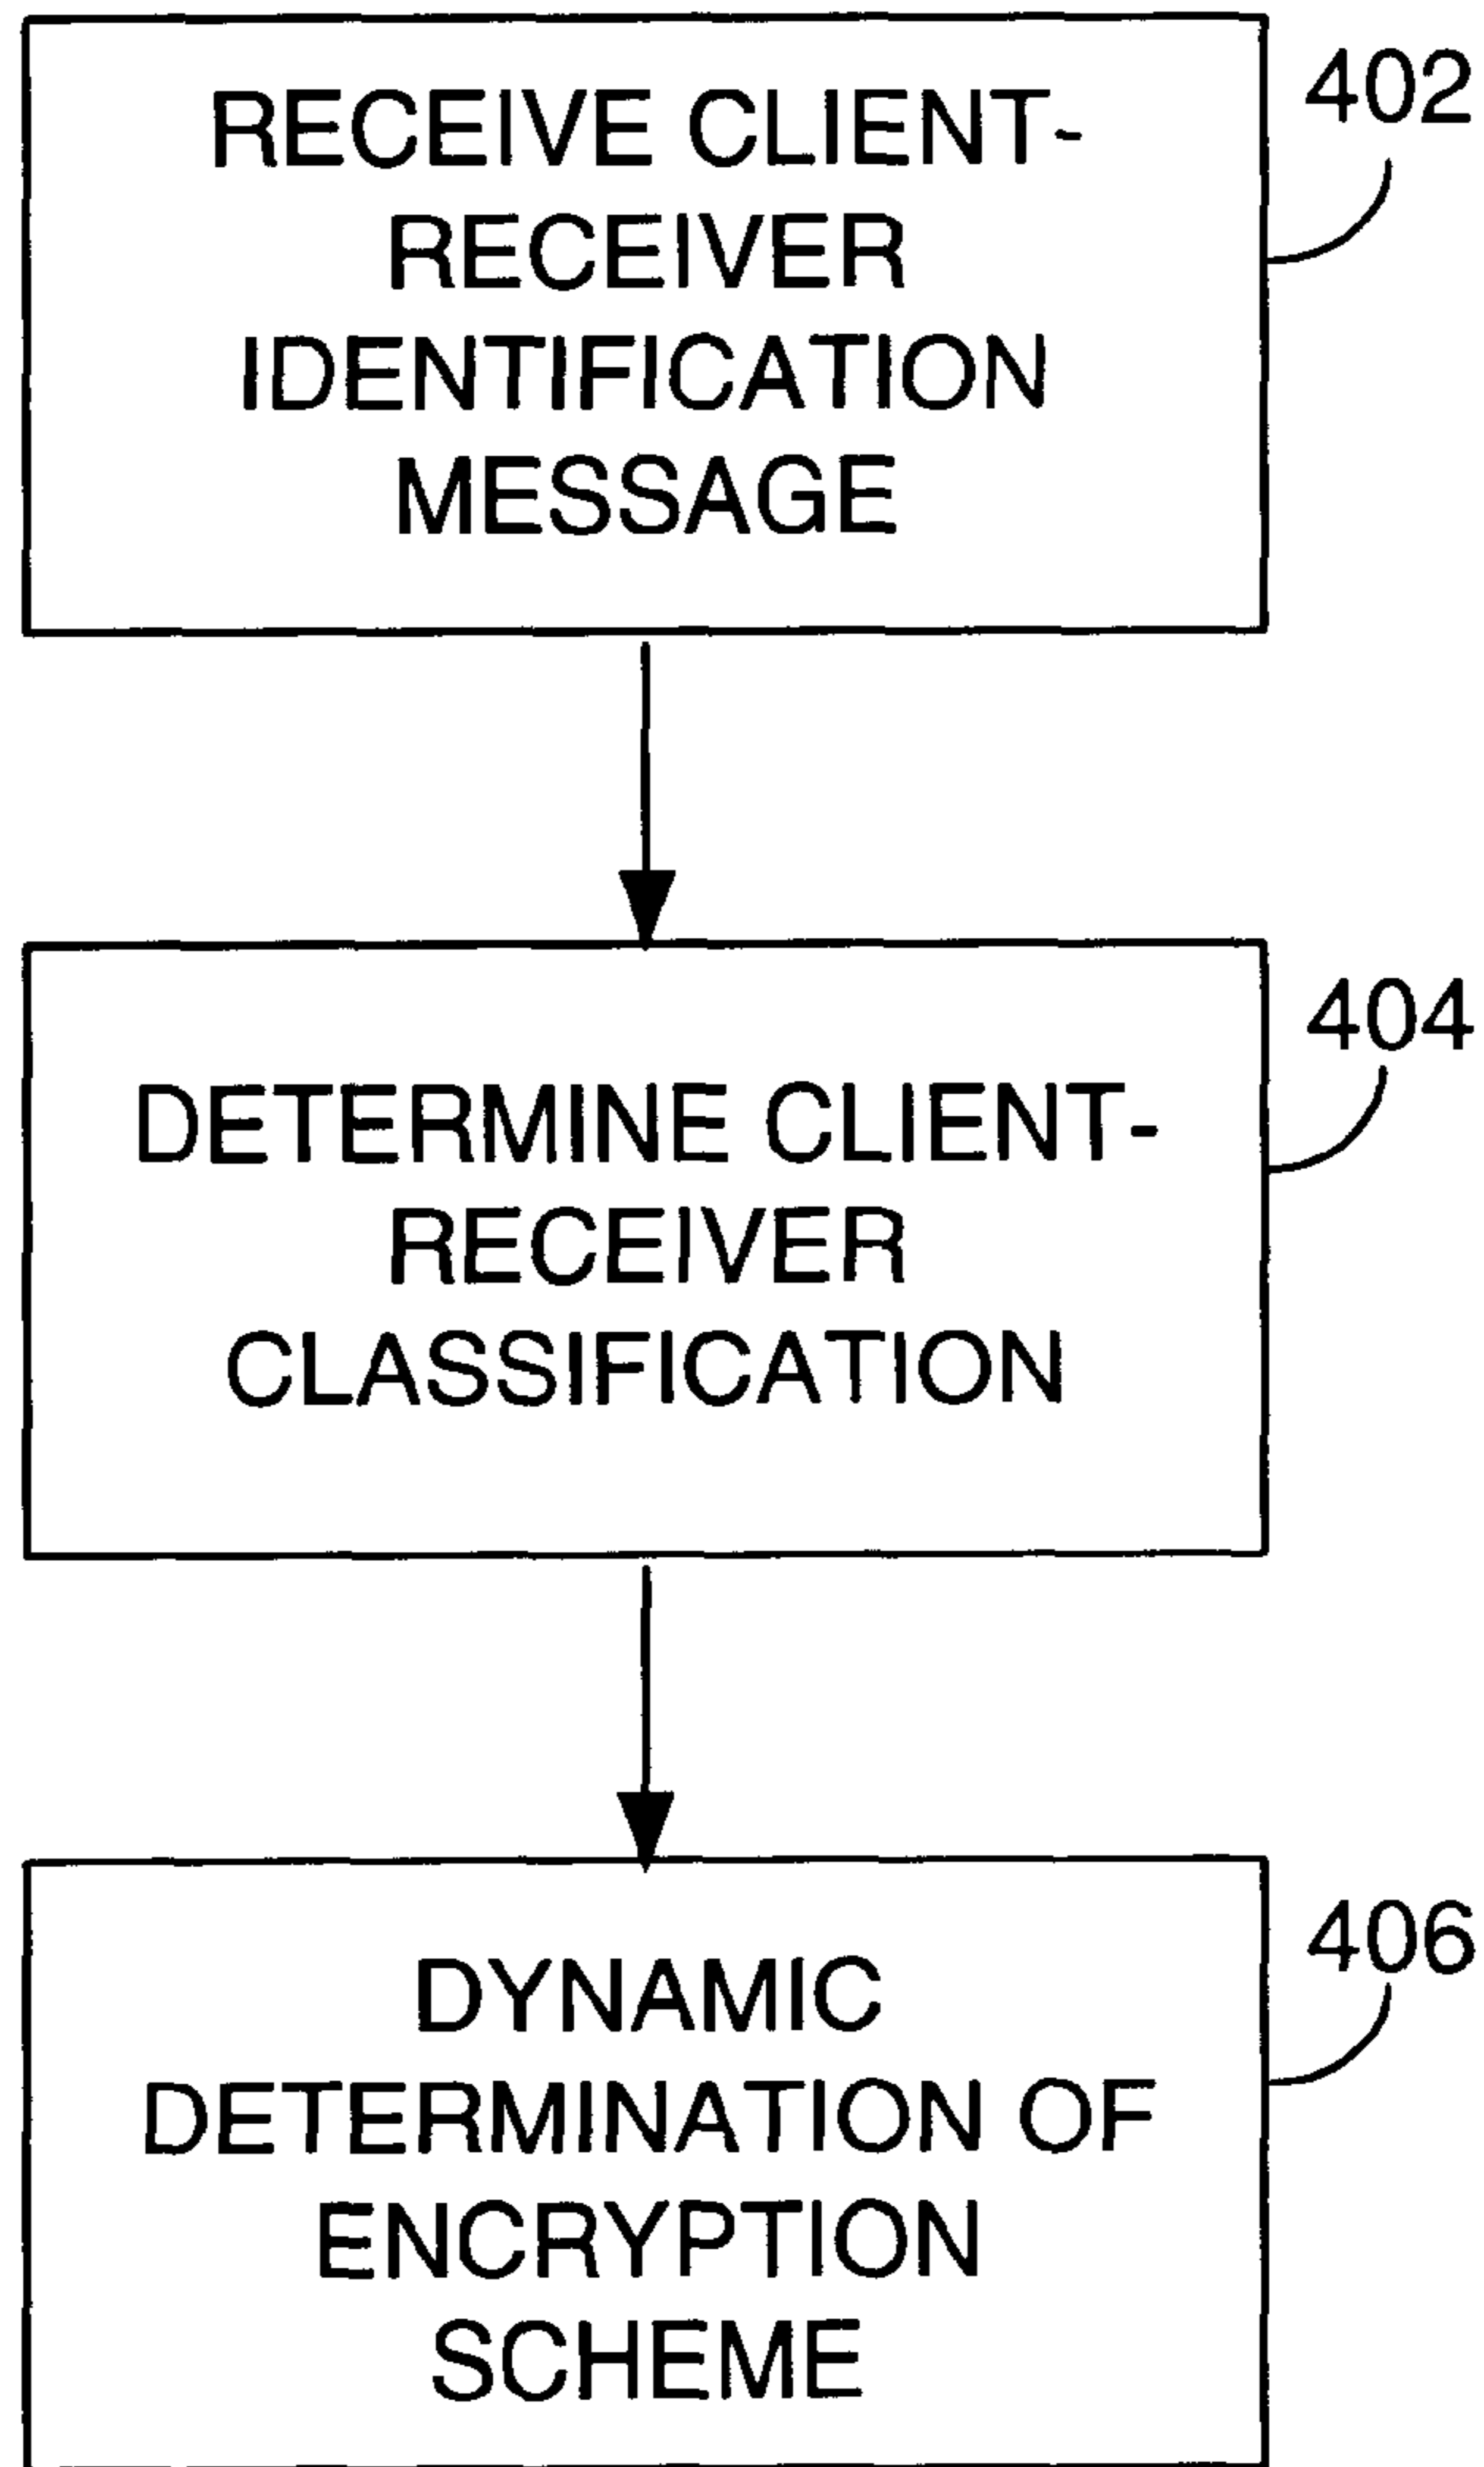 RECEIVE CLIENT-
RECEIVER
IDENTIFICATION
MESSAGE
402
DETERMINE CLIENT-
RECEIVER
CLASSIFICATION
404
DYNAMIC
DETERMINATION OF
ENCRYPTION
SCHEME
406